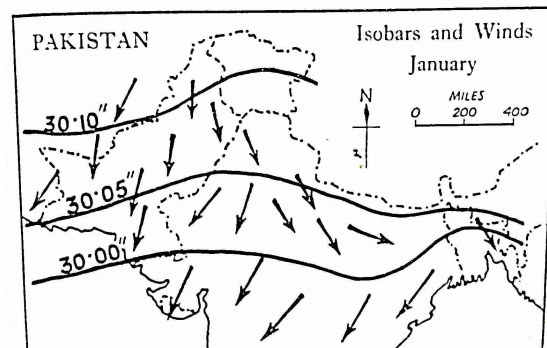 PAKISTAN
Isobars and Winds
January
N
MILES
0 200 400
30·10"
30·05"
30·00"